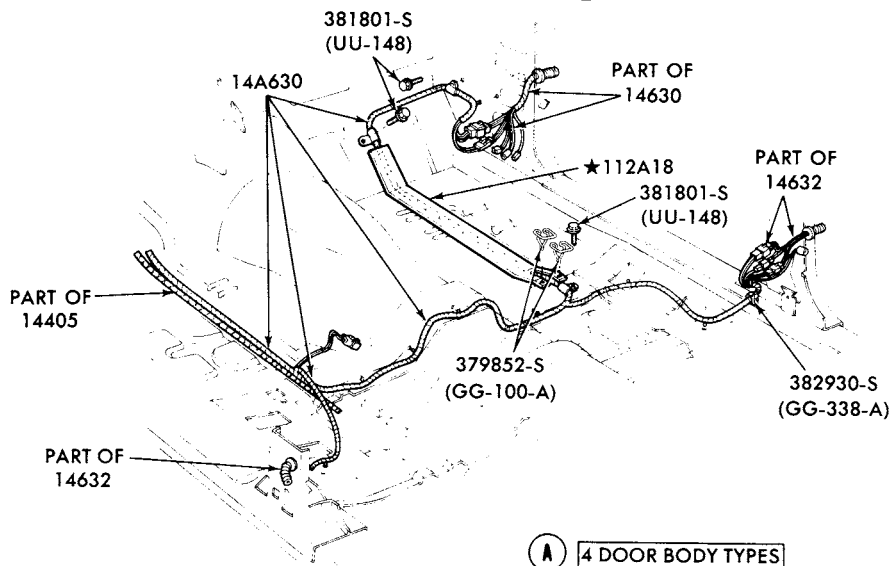 381801-S
(UU-148)
14A630
PART OF
14630
★112A18
PART OF
14632
381801-S
(UU-148)
PART OF
14405
379852-S
(GG-100-A)
382930-S
(GG-338-A)
PART OF
14632
A 4 DOOR BODY TYPES